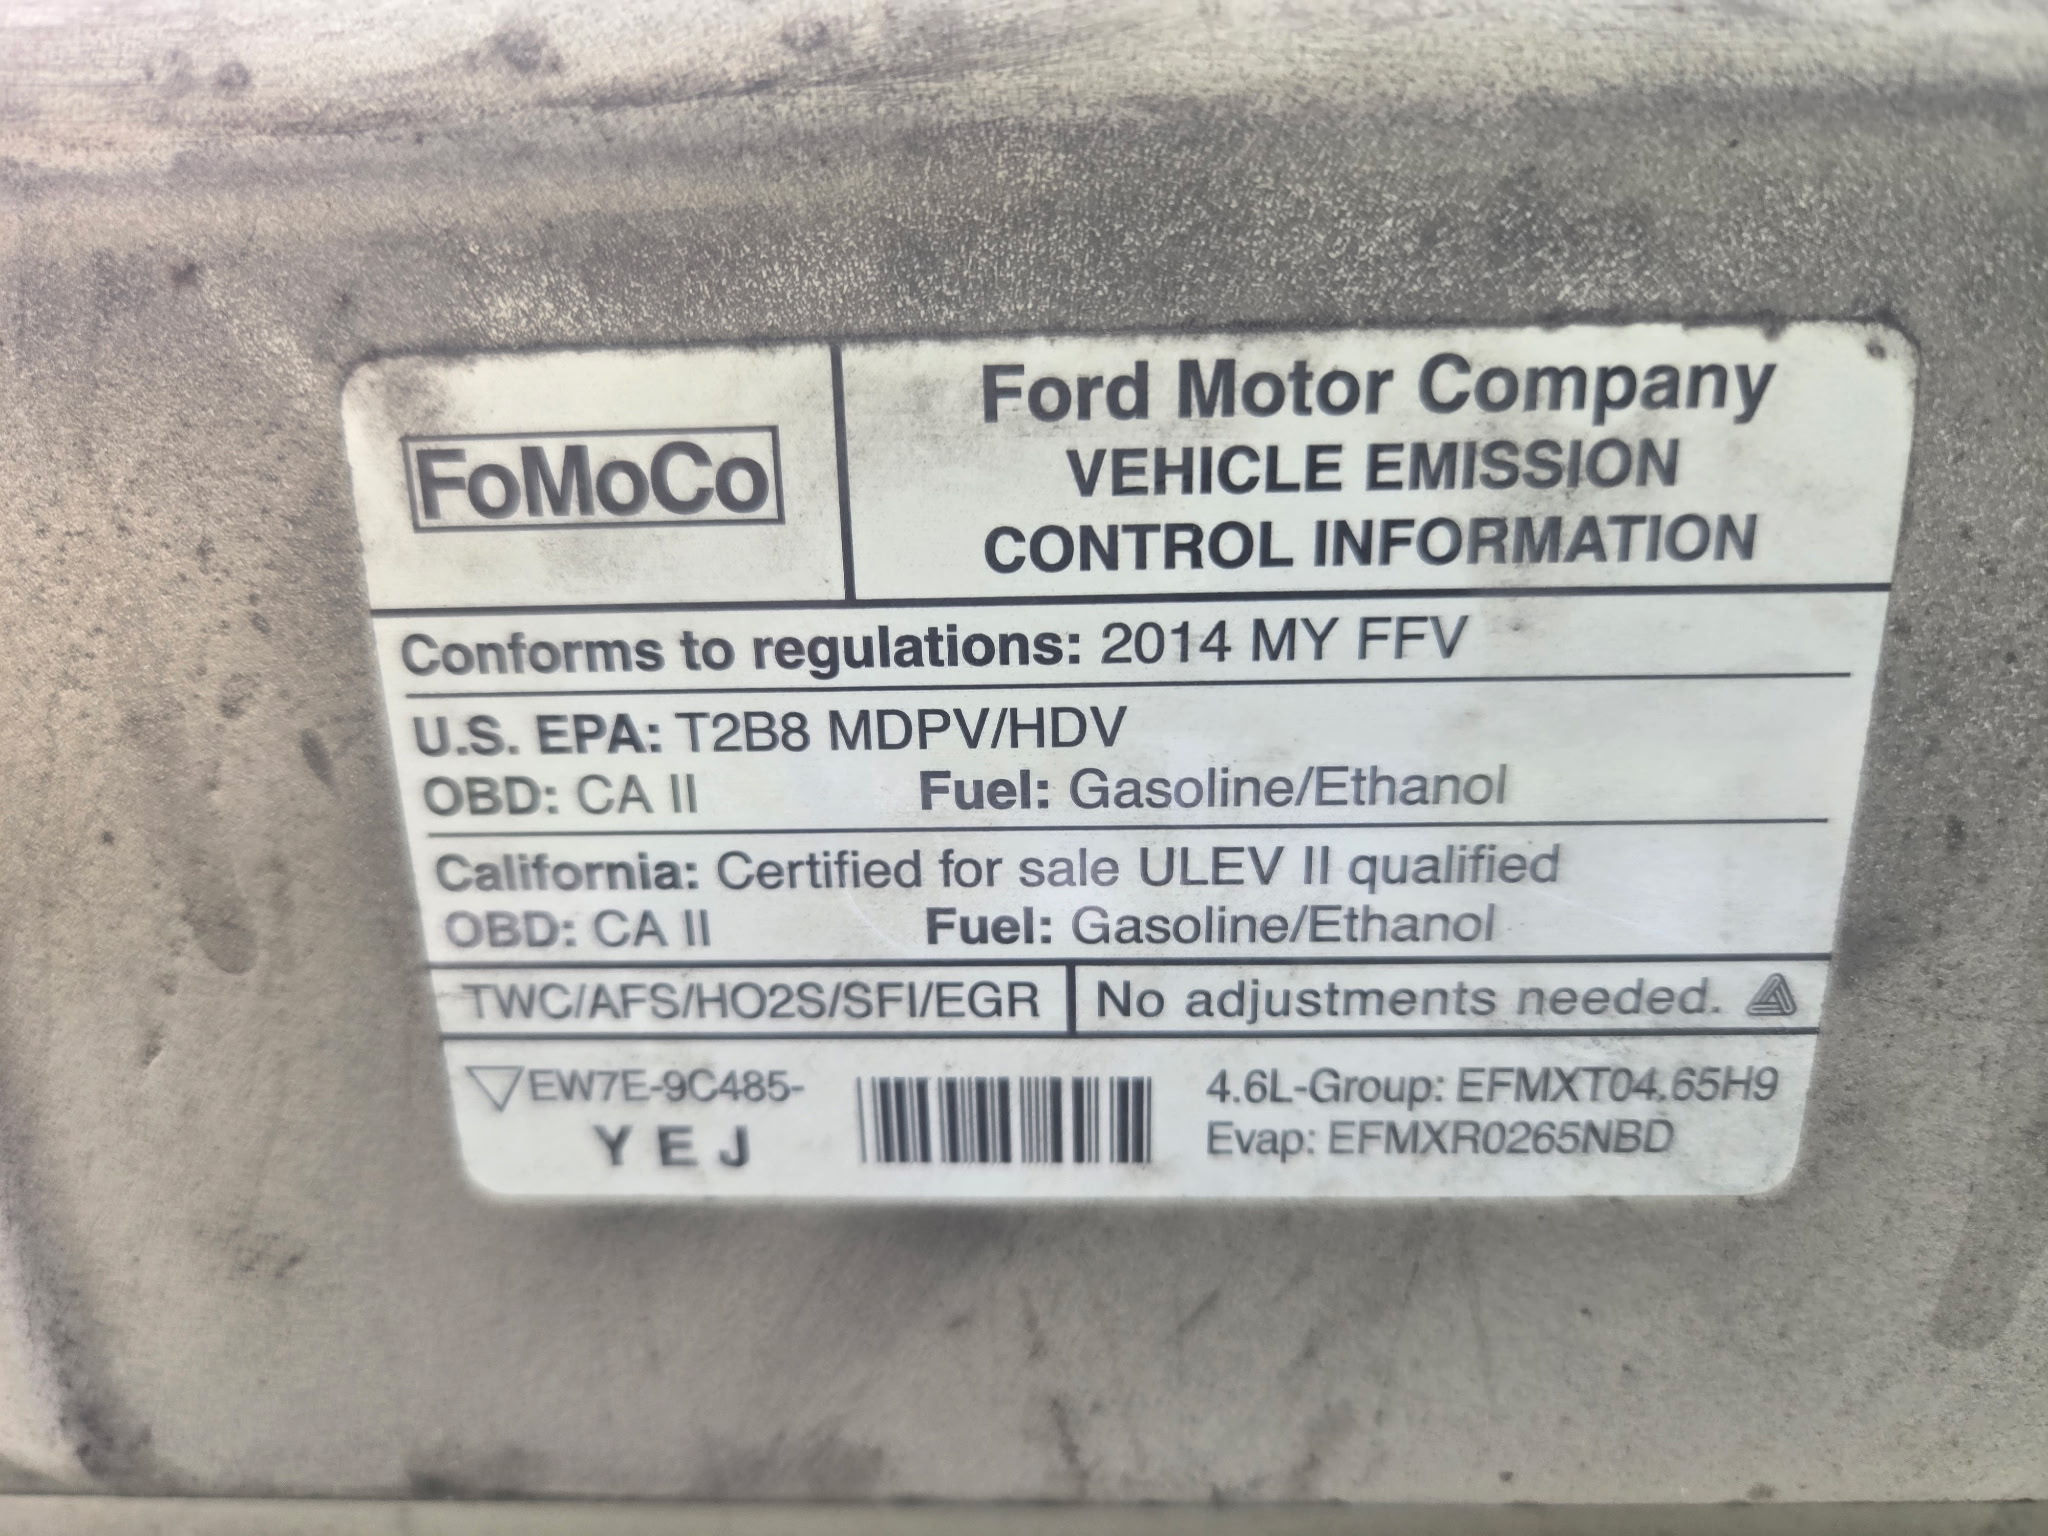 FoMoCo
Ford Motor Company
VEHICLE EMISSION
CONTROL INFORMATION
Conforms to regulations: 2014 MY FFV
U.S. EPA: T2B8 MDPV/HDV
OBD: CA II Fuel: Gasoline/Ethanol
California: Certified for sale ULEV II qualified
OBD: CA II Fuel: Gasoline/Ethanol
TWC/AFS/HO2S/SFI/EGR No adjustments needed.
EW7E-9C485-
YEJ
4.6L-Group: EFMXT04.65H9
Evap: EFMXR0265NBD